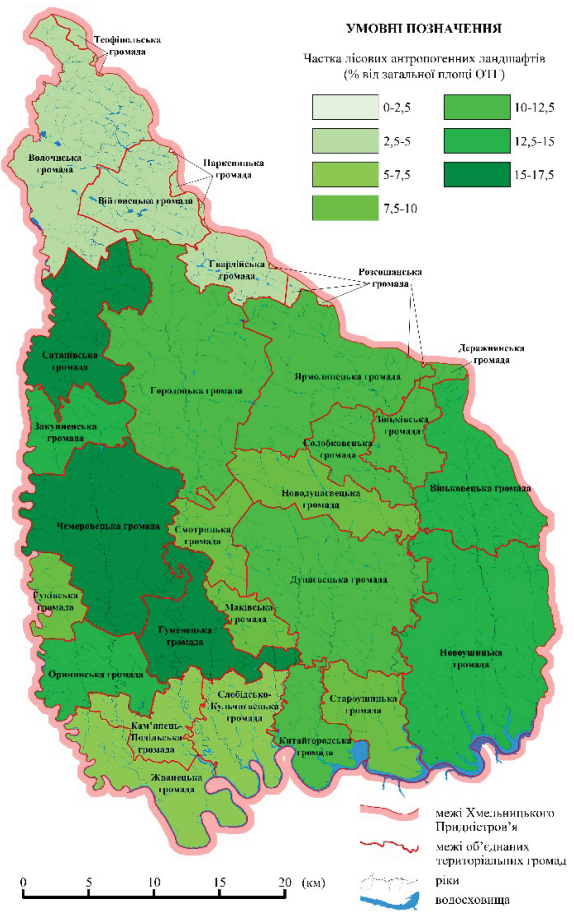 УМОВНІ ПОЗНАЧЕННЯ
Частка лісових антропогенних ландшафтів
(% від загальної площі ОТГ)
0-2,5
2,5-5
5-7,5
7,5-10
10-12,5
12,5-15
15-17,5
Теофіпольська
громада
Волочиська
громада
Наркевицька
громада
Війтовецька громада
Гвардійська
громада
Розсошанська
громада
Деражнянська
громада
Сатанівська
громада
Городоцька громада
Ярмолинецька громада
Зіньківська
громада
Солобковецька
громада
Закупненська
громада
Віньковецька громада
Новодунаєвецька
громада
Чемеровецька громада
Смотрицька
громада
Дунаєвецька громада
Гуківська
громада
Маківська
громада
Гуменецька
громада
Новоушицька
громада
Орининська громада
Слобідсько-
Кульчиєвецька
громада
Староушицька
громада
Кам’янець-
Подільська
громада
Китайгородська
громада
Жванецька
громада
межі Хмельницького
Придністров’я
межі об’єднаних
територіальних громад
ріки
водосховища
0 5 10 15 20 (км)